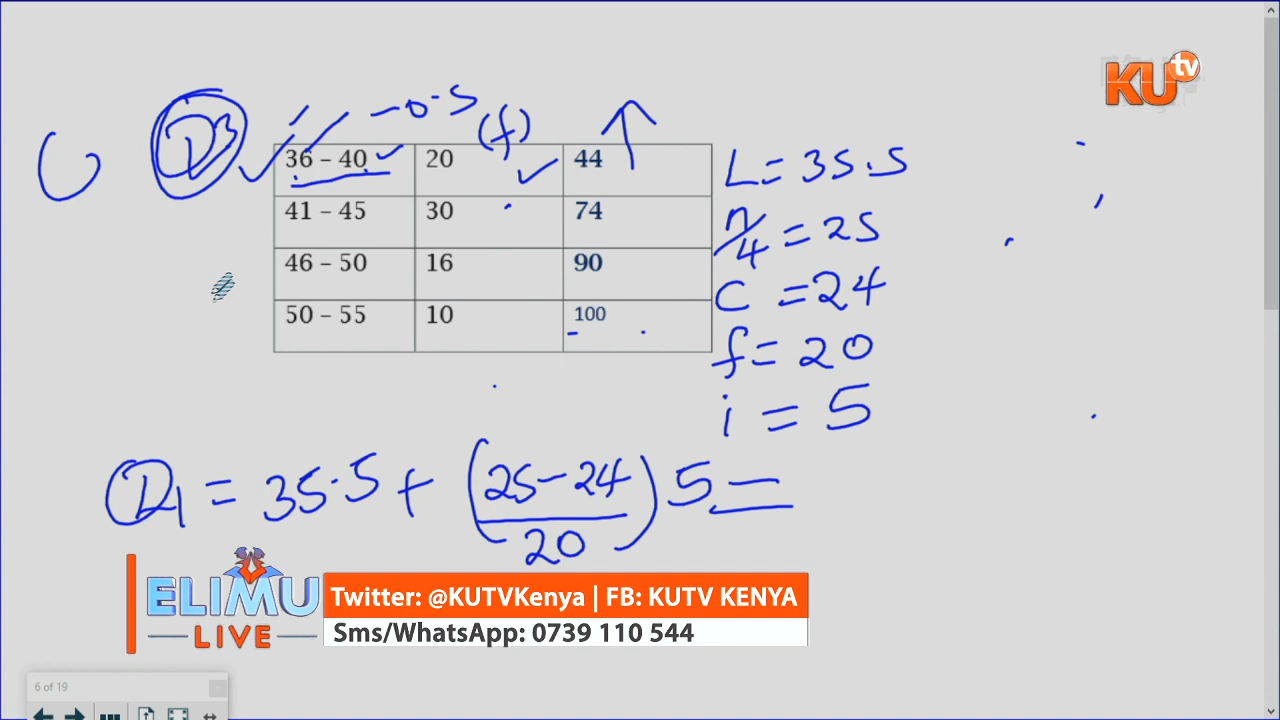 KU tv
-0.5
(f)
36 – 40 20 44
41 – 45 30 74
46 – 50 16 90
50 – 55 10 100
L = 35.5
n/4 = 25
C = 24
f = 20
i = 5
Q1 = 35.5 + (25-24/20) 5 =
ELIMU
LIVE
Twitter: @KUTVKenya | FB: KUTV KENYA
Sms/WhatsApp: 0739 110 544
6 of 19